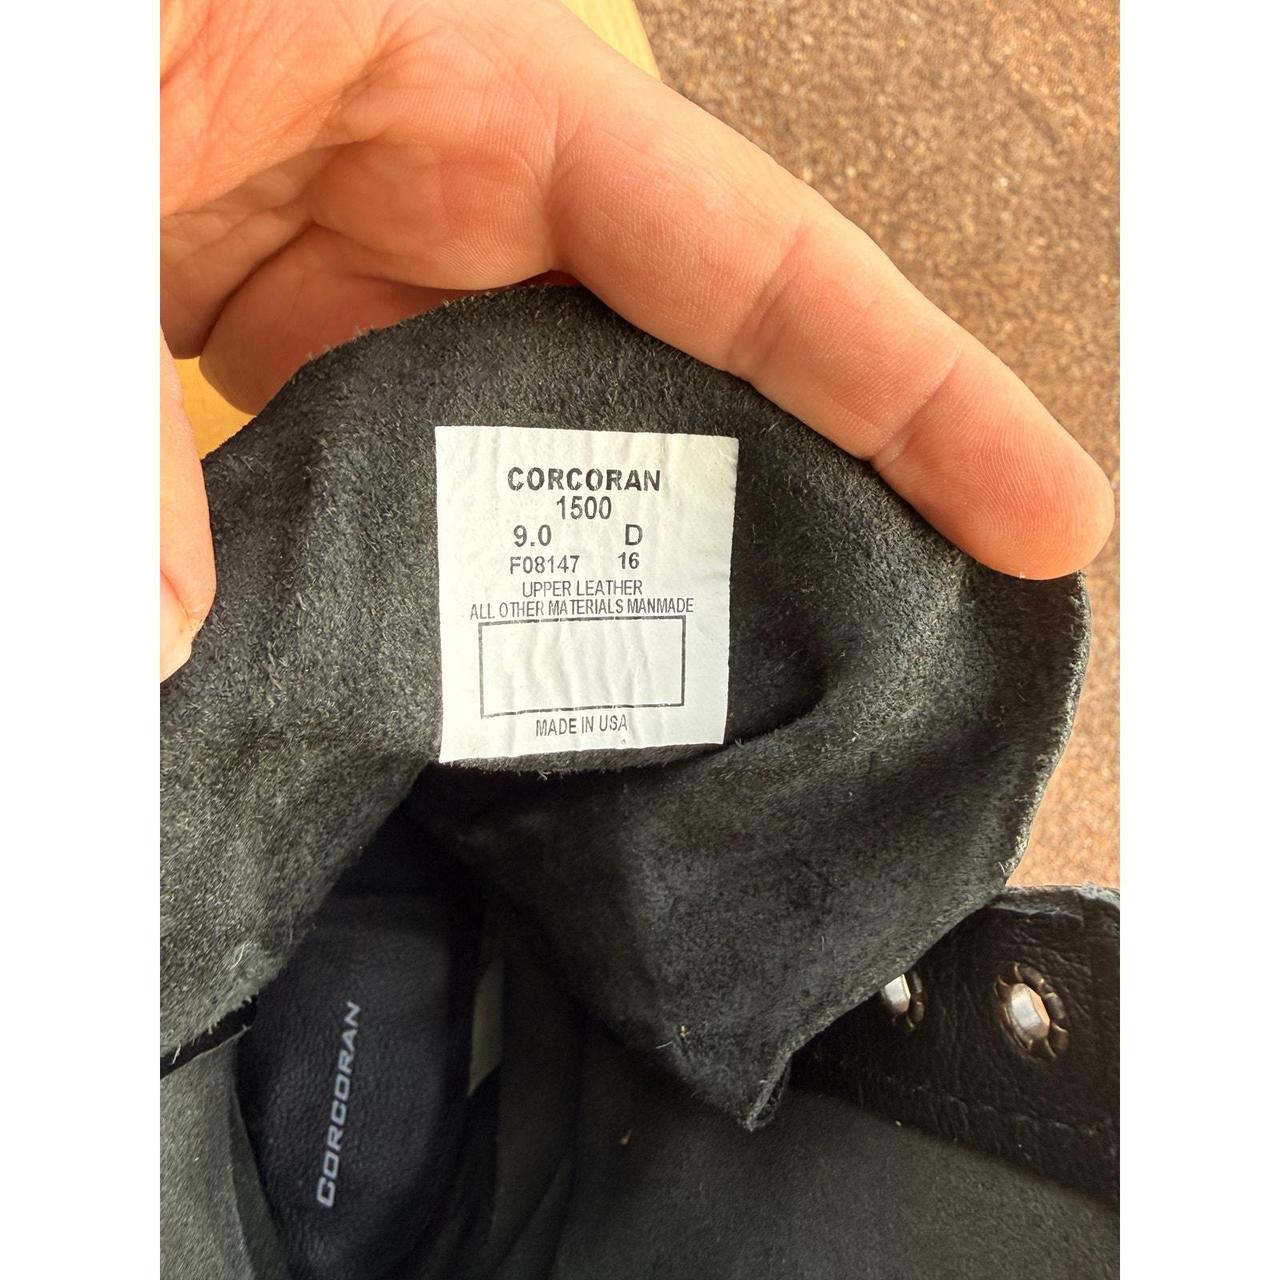 CORCORAN
1500
9.0 D
F08147 16
UPPER LEATHER
ALL OTHER MATERIALS MANMADE
MADE IN USA
CORCORAN